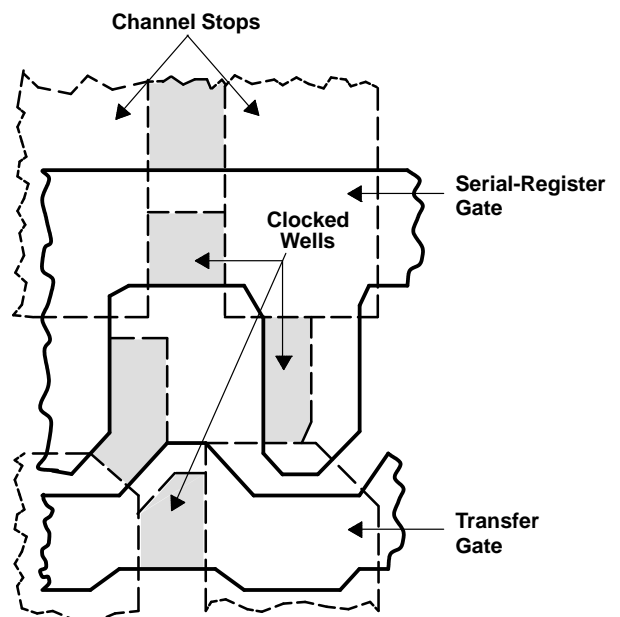 Channel Stops
Serial-Register
Gate
Clocked
Wells
Transfer
Gate